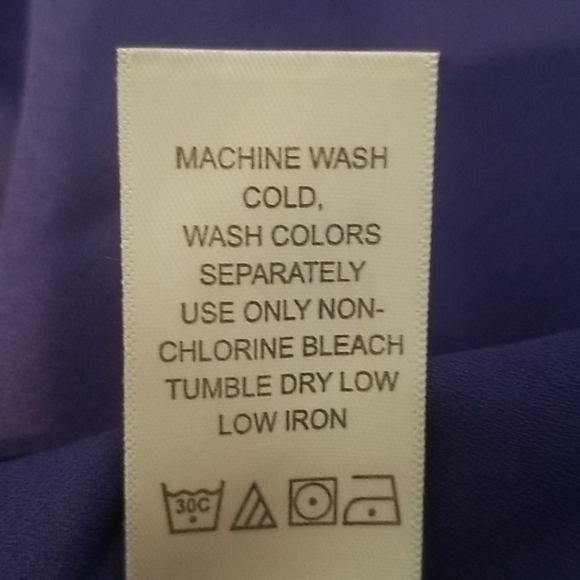 MACHINE WASH
COLD,
WASH COLORS
SEPARATELY
USE ONLY NON-
CHLORINE BLEACH
TUMBLE DRY LOW
LOW IRON
30C